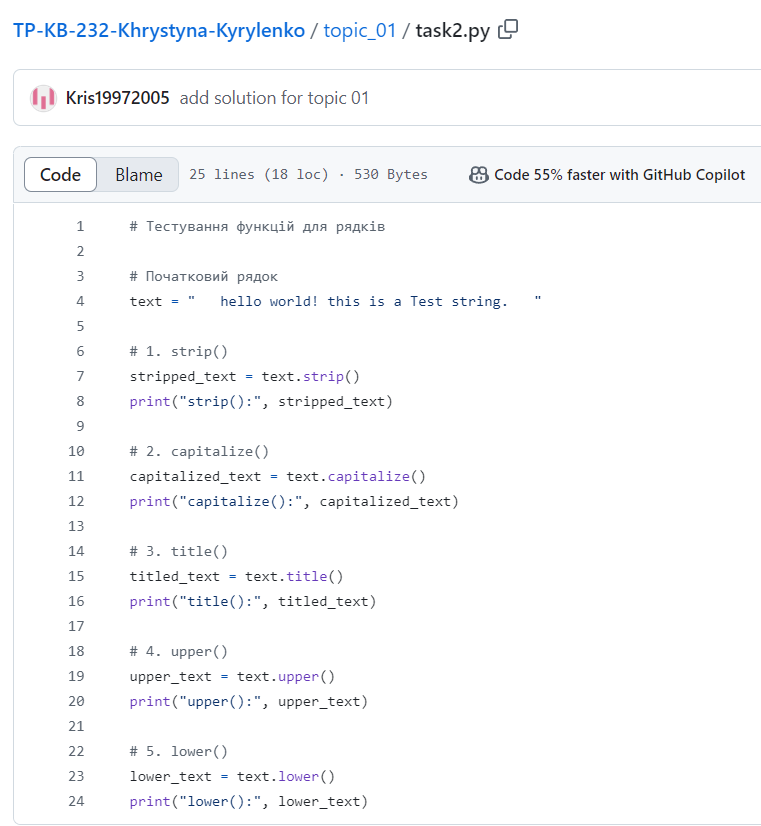 TP-KB-232-Khrystyna-Kyrylenko / topic_01 / task2.py
Kris19972005 add solution for topic 01
Code Blame 25 lines (18 loc) · 530 Bytes Code 55% faster with GitHub Copilot
1 # Тестування функцій для рядків
2
3 # Початковий рядок
4 text = "   hello world! this is a Test string.   "
5
6 # 1. strip()
7 stripped_text = text.strip()
8 print("strip():", stripped_text)
9
10 # 2. capitalize()
11 capitalized_text = text.capitalize()
12 print("capitalize():", capitalized_text)
13
14 # 3. title()
15 titled_text = text.title()
16 print("title():", titled_text)
17
18 # 4. upper()
19 upper_text = text.upper()
20 print("upper():", upper_text)
21
22 # 5. lower()
23 lower_text = text.lower()
24 print("lower():", lower_text)